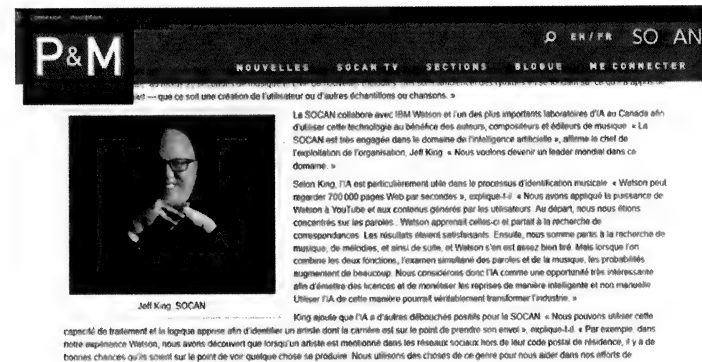 Connexion Inscription
EN / FR SOCAN
P&M
NOUVELLES SOCAN TV SECTIONS BLOGUE ME CONNECTER
— que ce soit une création de l'utilisateur ou d'autres échantillons ou chansons. »
La SOCAN collabore avec IBM Watson et l'un des plus importants laboratoires d'IA au Canada afin
d'utiliser cette technologie au bénéfice des auteurs, compositeurs et éditeurs de musique. « La
SOCAN est très engagée dans le domaine de l'intelligence artificielle », affirme le chef de
l'exploitation de l'organisation, Jeff King. « Nous voulons devenir un leader mondial dans ce
domaine. »
Selon King, l'IA est particulièrement utile dans le processus d'identification musicale. « Watson peut
regarder 700 000 pages Web par secondes », explique-t-il. « Nous avons appliqué la puissance de
Watson à YouTube et aux contenus générés par les utilisateurs. Au départ, nous nous étions
concentrés sur les paroles : Watson apprenait celles-ci et partait à la recherche de
correspondances. Les résultats étaient satisfaisants. Ensuite, nous somme partis à la recherche de
musique, de mélodies, et ainsi de suite, et Watson s'en est assez bien tiré. Mais lorsque l'on
combine les deux fonctions, l'examen simultané des paroles et de la musique, les probabilités
augmentent de beaucoup. Nous considérons donc l'IA comme une opportunité très intéressante
afin d'émettre des licences et de monétiser les reprises de manière intelligente et non manuelle.
Utiliser l'IA de cette manière pourrait véritablement transformer l'industrie. »
Jeff King SOCAN
King ajoute que l'IA a d'autres débouchés positifs pour la SOCAN. « Nous pouvons utiliser cette
capacité de traitement et la logique apprise afin d'identifier un artiste dont la carrière est sur le point de prendre son envol », explique-t-il. « Par exemple, dans
notre expérience Watson, nous avons découvert que lorsqu'un artiste est mentionné dans les réseaux sociaux hors de leur code postal de résidence, il y a de
bonnes chances qu'ils soient sur le point de voir quelque chose se produire. Nous utilisons des choses de ce genre pour nous aider dans nos efforts de